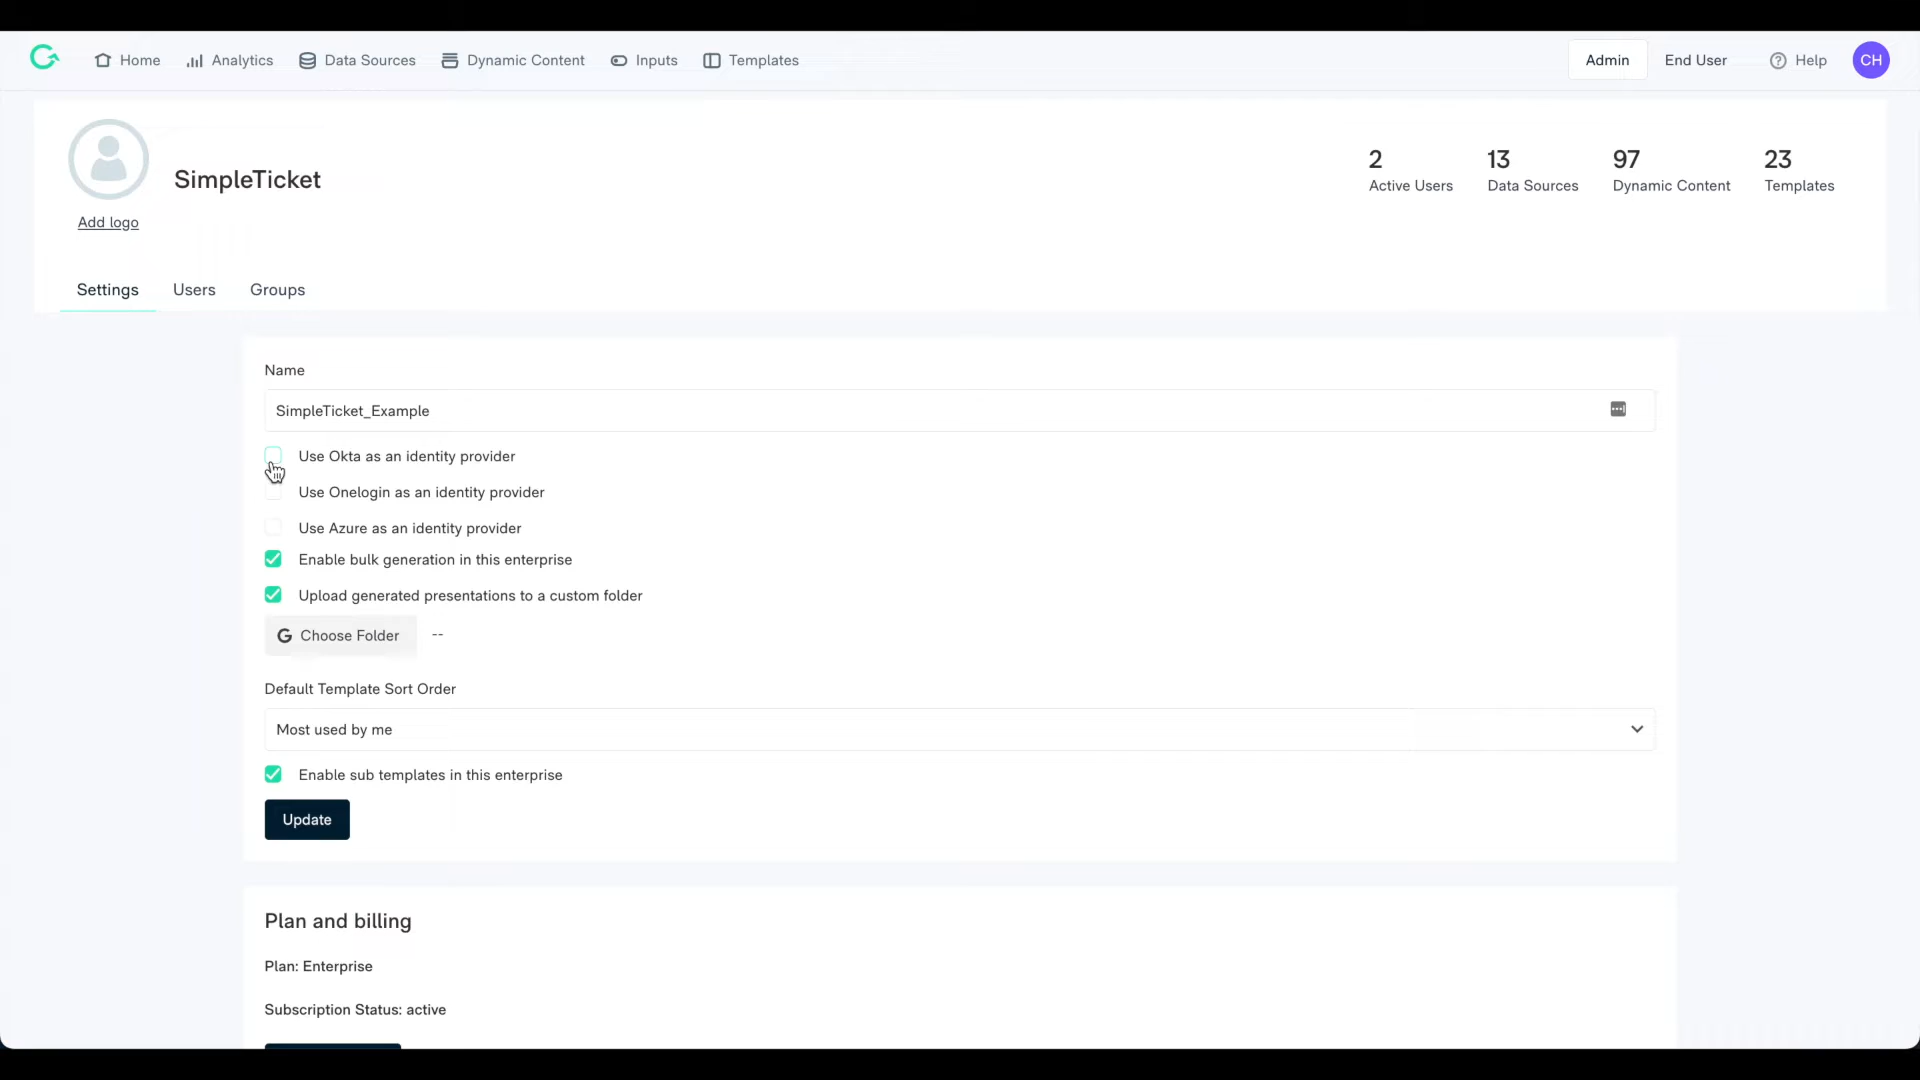 Home Analytics Data Sources Dynamic Content Inputs Templates Admin End User Help CH
SimpleTicket
Add logo
2 13 97 23
Active Users Data Sources Dynamic Content Templates
Settings Users Groups
Name
SimpleTicket_Example
Use Okta as an identity provider
Use Onelogin as an identity provider
Use Azure as an identity provider
Enable bulk generation in this enterprise
Upload generated presentations to a custom folder
G Choose Folder --
Default Template Sort Order
Most used by me
Enable sub templates in this enterprise
Update
Plan and billing
Plan: Enterprise
Subscription Status: active